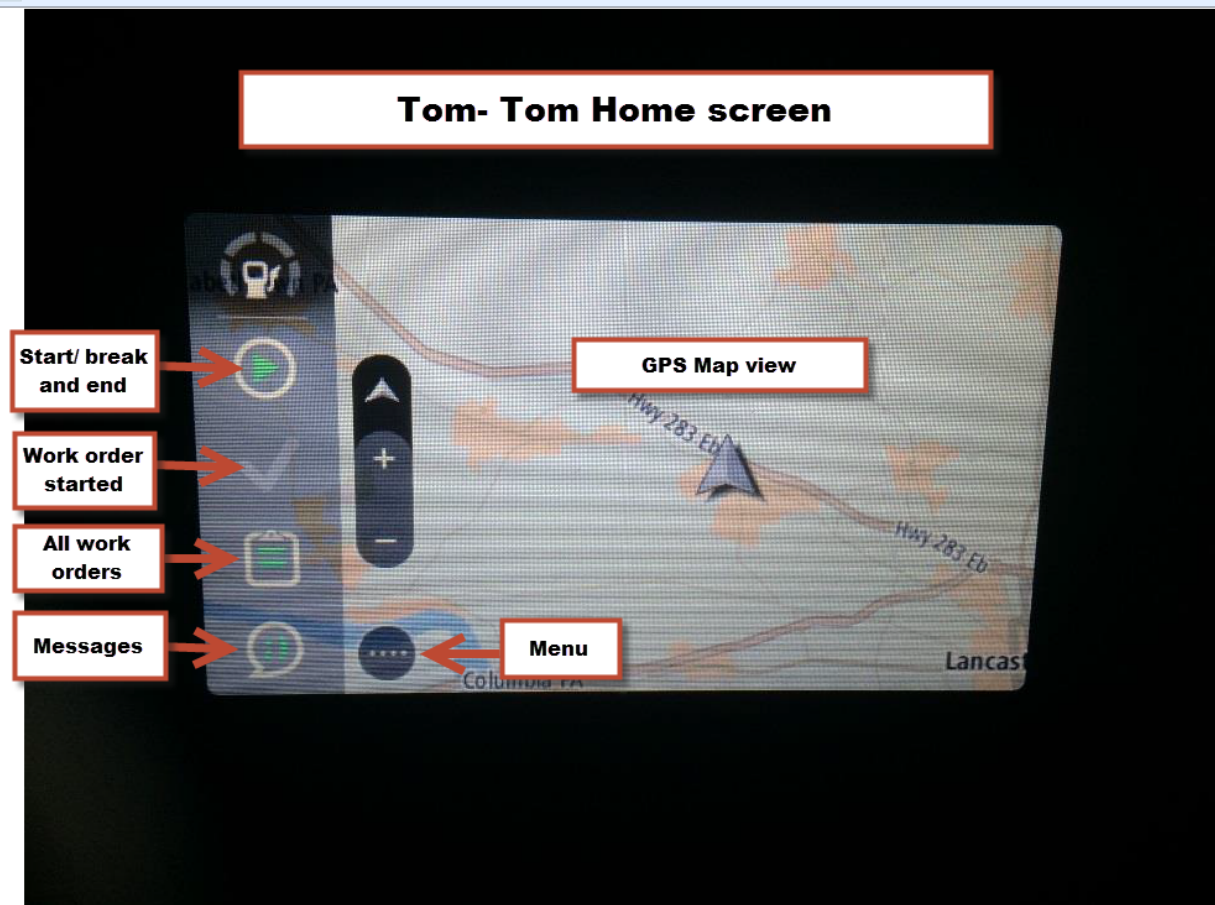 Tom- Tom Home screen
Start/ break
and end
GPS Map view
Hwy 283 Eb
Work order
started
Hwy 283 Eb
All work
orders
Messages
Menu
Lancast
Columbia PA